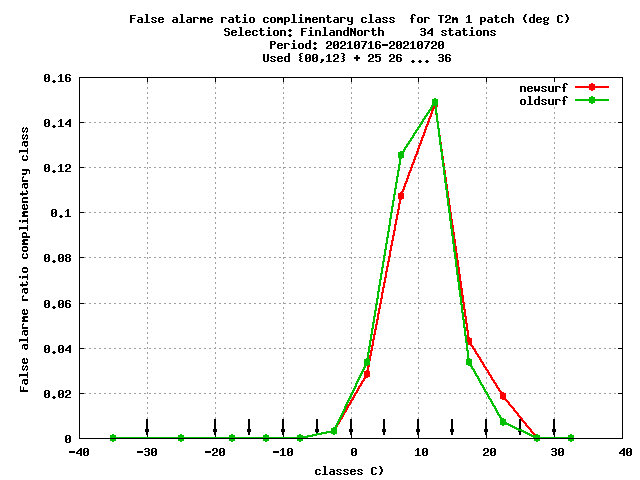 False alarme ratio complimentary class  for T2m 1 patch (deg C)
Selection: FinlandNorth     34 stations
Period: 20210716-20210720
Used {00,12} + 25 26 ... 36
newsurf
oldsurf
False alarme ratio complimentary class
0.16
0.14
0.12
0.1
0.08
0.06
0.04
0.02
0
-40 -30 -20 -10 0 10 20 30 40
classes C)